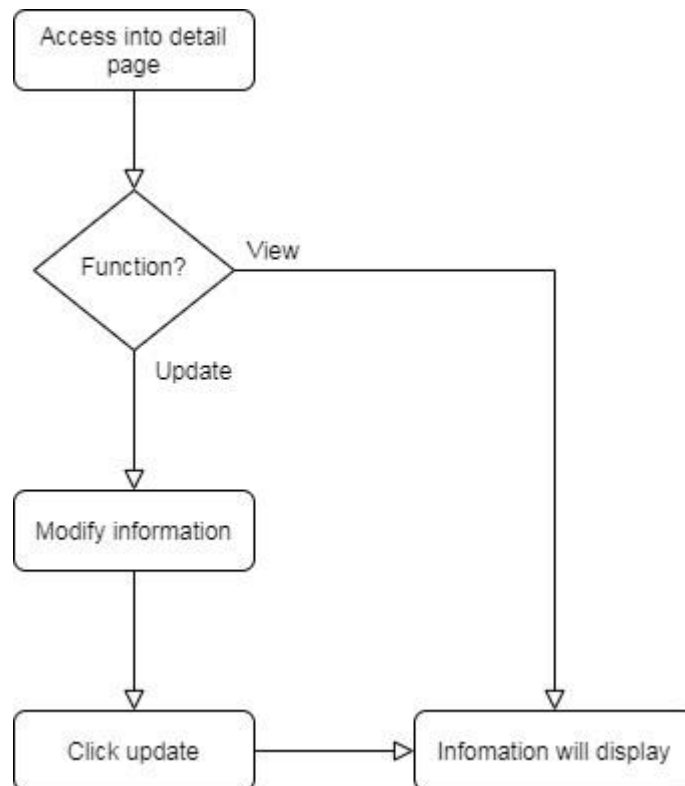 Access into detail
page
Function?
View
Update
Modify information
Click update
Infomation will display